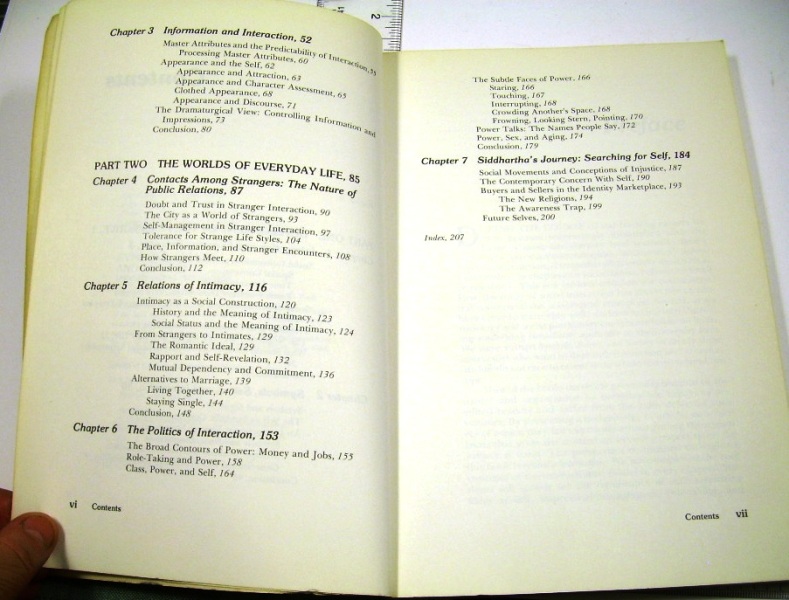 2
Chapter 3 Information and Interaction, 52
Master Attributes and the Predictability of Interaction, 53
Processing Master Attributes, 60
Appearance and the Self, 62
Appearance and Attraction, 63
Appearance and Character Assessment, 65
Clothed Appearance, 68
Appearance and Discourse, 71
The Dramaturgical View: Controlling Information and
Impressions, 73
Conclusion, 80
PART TWO THE WORLDS OF EVERYDAY LIFE, 85
Chapter 4 Contacts Among Strangers: The Nature of
Public Relations, 87
Doubt and Trust in Stranger Interaction, 90
The City as a World of Strangers, 93
Self-Management in Stranger Interaction, 97
Tolerance for Strange Life Styles, 104
Place, Information, and Stranger Encounters, 108
How Strangers Meet, 110
Conclusion, 112
Chapter 5 Relations of Intimacy, 116
Intimacy as a Social Construction, 120
History and the Meaning of Intimacy, 123
Social Status and the Meaning of Intimacy, 124
From Strangers to Intimates, 129
The Romantic Ideal, 129
Rapport and Self-Revelation, 132
Mutual Dependency and Commitment, 136
Alternatives to Marriage, 139
Living Together, 140
Staying Single, 144
Conclusion, 148
Chapter 6 The Politics of Interaction, 153
The Broad Contours of Power: Money and Jobs, 155
Role-Taking and Power, 158
Class, Power, and Self, 164
vi Contents
The Subtle Faces of Power, 166
Staring, 166
Touching, 167
Interrupting, 168
Crowding Another's Space, 168
Frowning, Looking Stern, Pointing, 170
Power Talks: The Names People Say, 172
Power, Sex, and Aging, 174
Conclusion, 179
Chapter 7 Siddhartha's Journey: Searching for Self, 184
Social Movements and Conceptions of Injustice, 187
The Contemporary Concern With Self, 190
Buyers and Sellers in the Identity Marketplace, 193
The New Religions, 194
The Awareness Trap, 199
Future Selves, 200
Index, 207
Contents vii